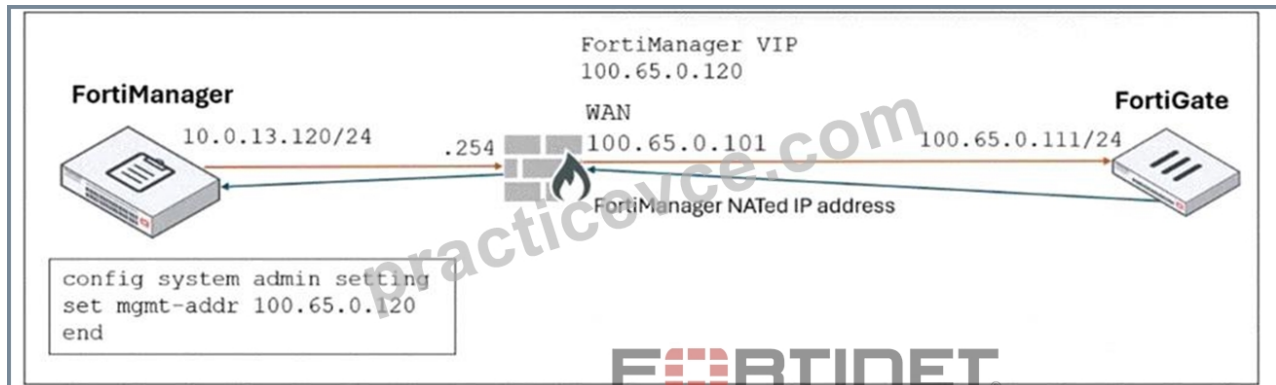 FortiManager VIP
100.65.0.120
FortiManager
FortiGate
WAN
10.0.13.120/24
.254
100.65.0.101
100.65.0.111/24
FortiManager NATed IP address
practicoyce.com
config system admin setting
set mgmt-addr 100.65.0.120
end
FORTINET